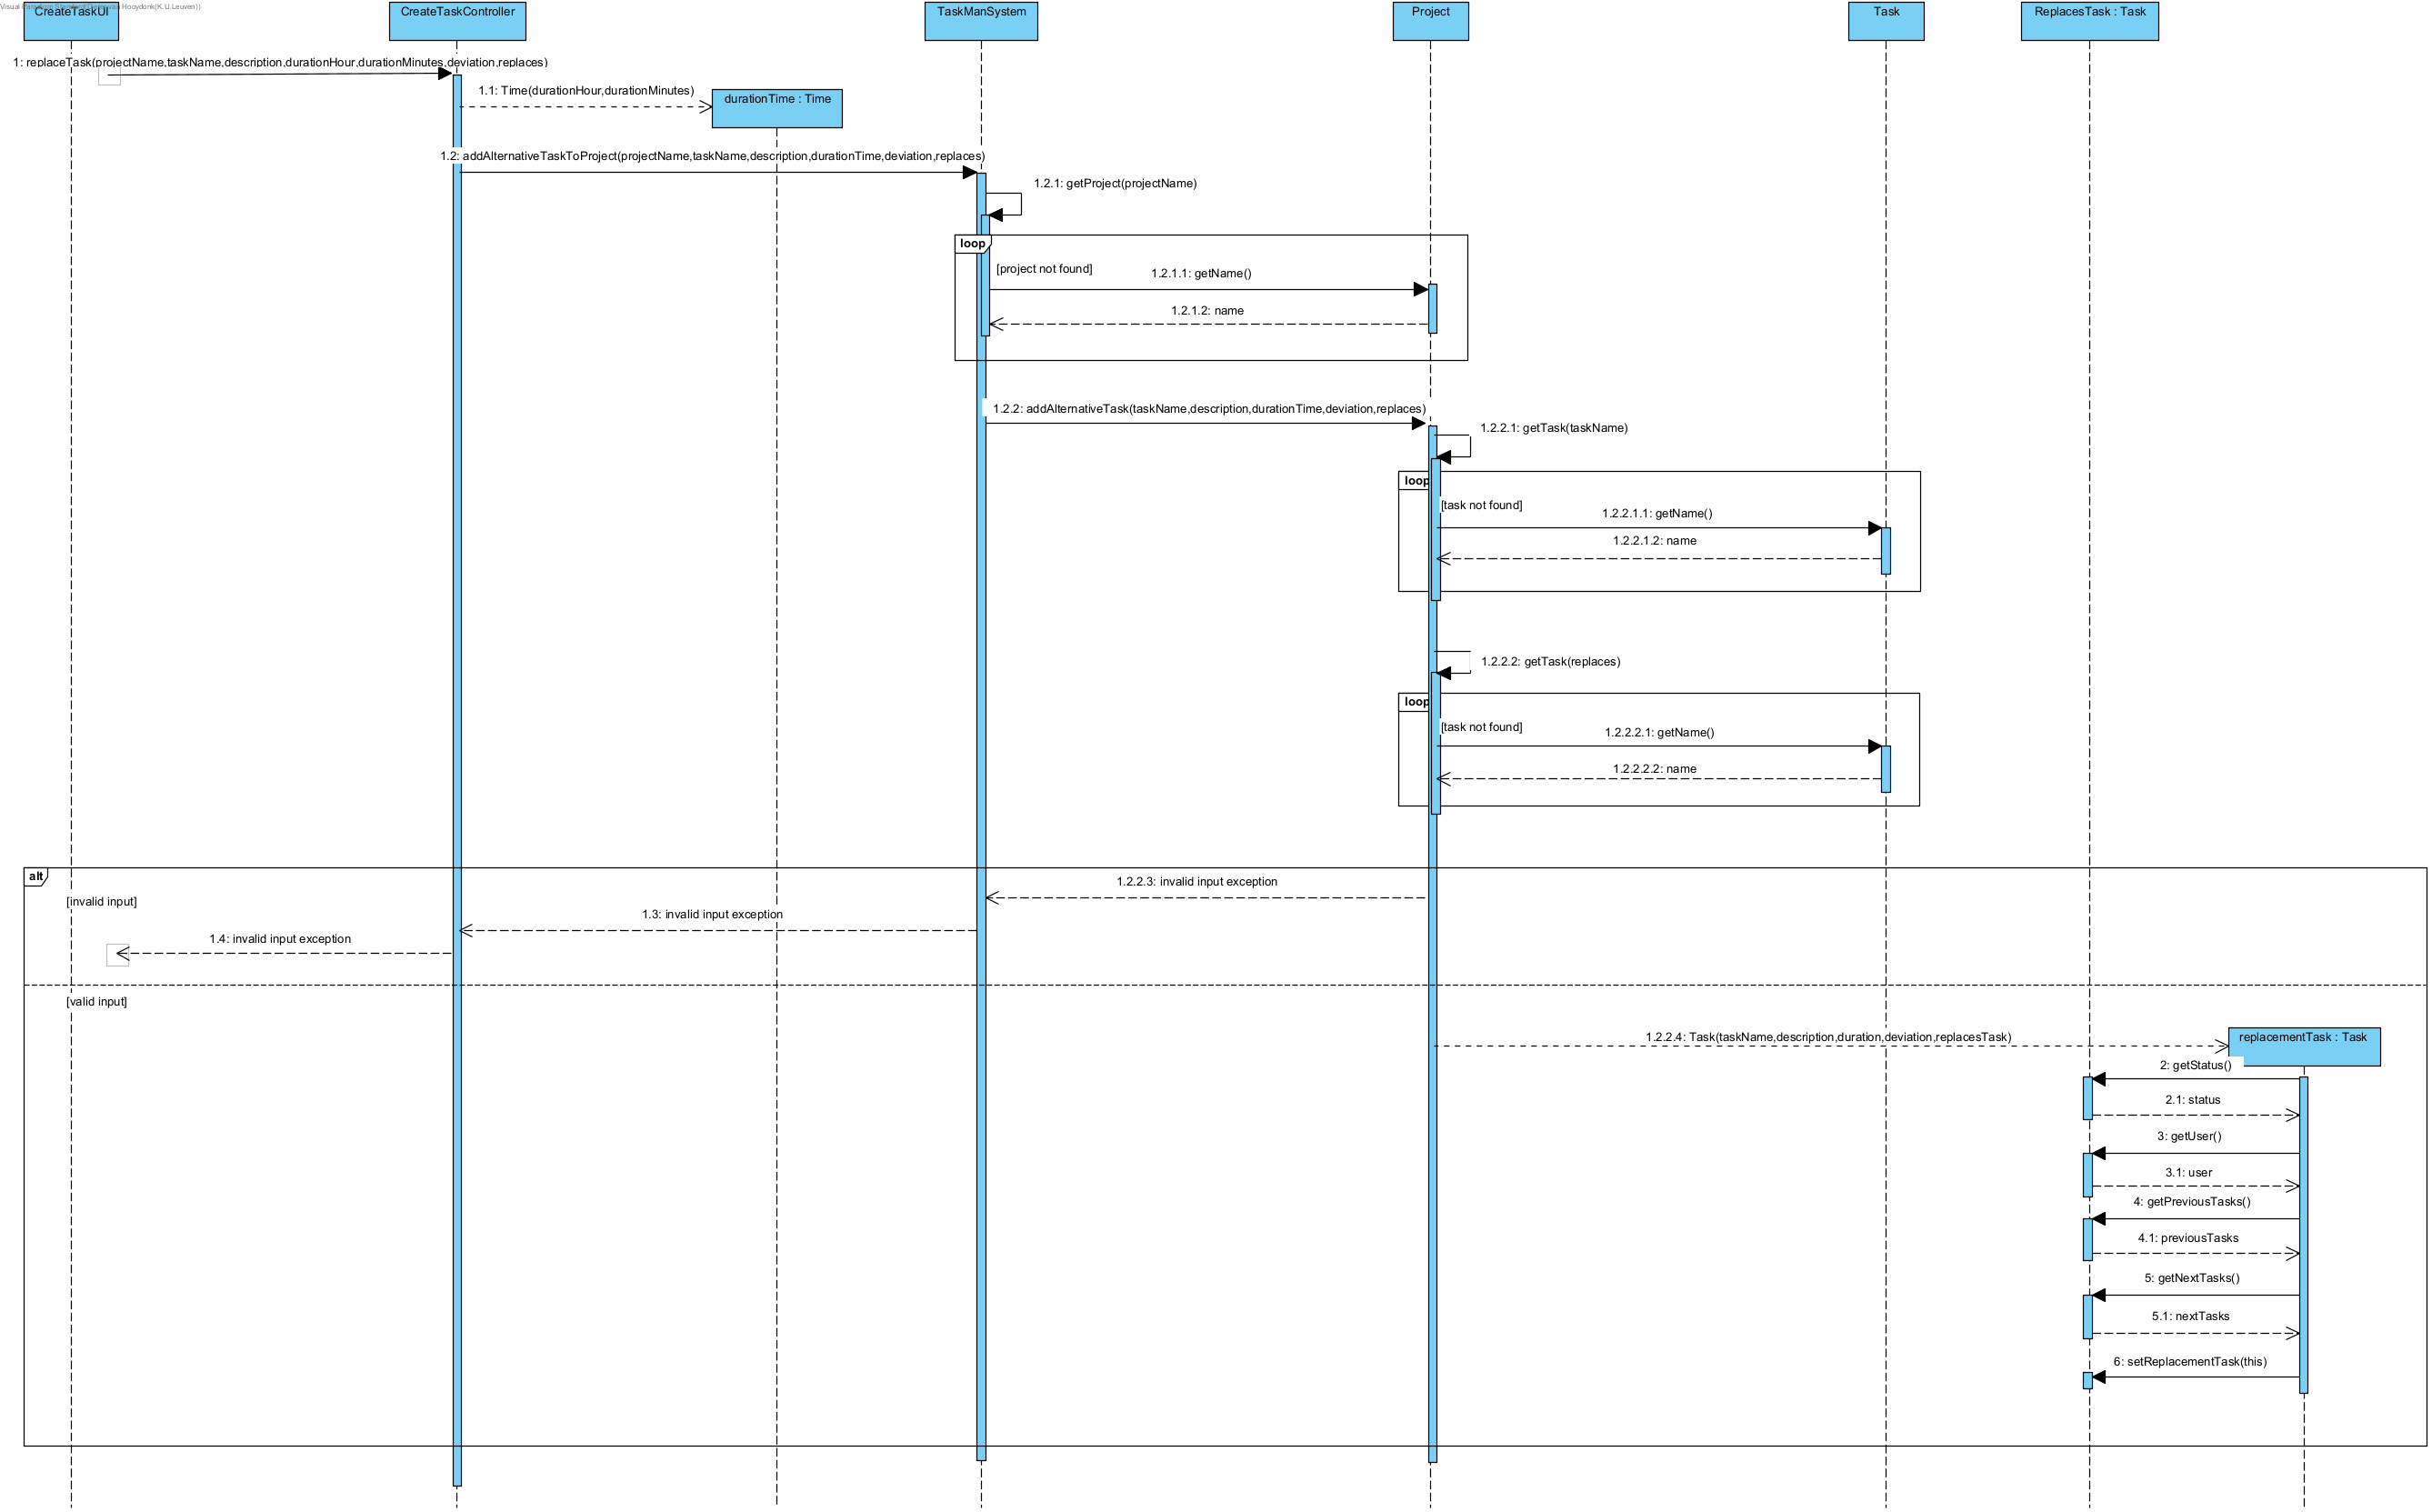 CreateTaskUI
CreateTaskController
TaskManSystem
Project
Task
ReplacesTask : Task
1: replaceTask(projectName,taskName,description,durationHour,durationMinutes,deviation,replaces)
1.1: Time(durationHour,durationMinutes)
durationTime : Time
1.2: addAlternativeTaskToProject(projectName,taskName,description,durationTime,deviation,replaces)
1.2.1: getProject(projectName)
loop
[project not found]
1.2.1.1: getName()
1.2.1.2: name
1.2.2: addAlternativeTask(taskName,description,durationTime,deviation,replaces)
1.2.2.1: getTask(taskName)
loop
[task not found]
1.2.2.1.1: getName()
1.2.2.1.2: name
1.2.2.2: getTask(replaces)
loop
[task not found]
1.2.2.2.1: getName()
1.2.2.2.2: name
alt
1.2.2.3: invalid input exception
[invalid input]
1.3: invalid input exception
1.4: invalid input exception
[valid input]
1.2.2.4: Task(taskName,description,duration,deviation,replacesTask)
replacementTask : Task
2: getStatus()
2.1: status
3: getUser()
3.1: user
4: getPreviousTasks()
4.1: previousTasks
5: getNextTasks()
5.1: nextTasks
6: setReplacementTask(this)